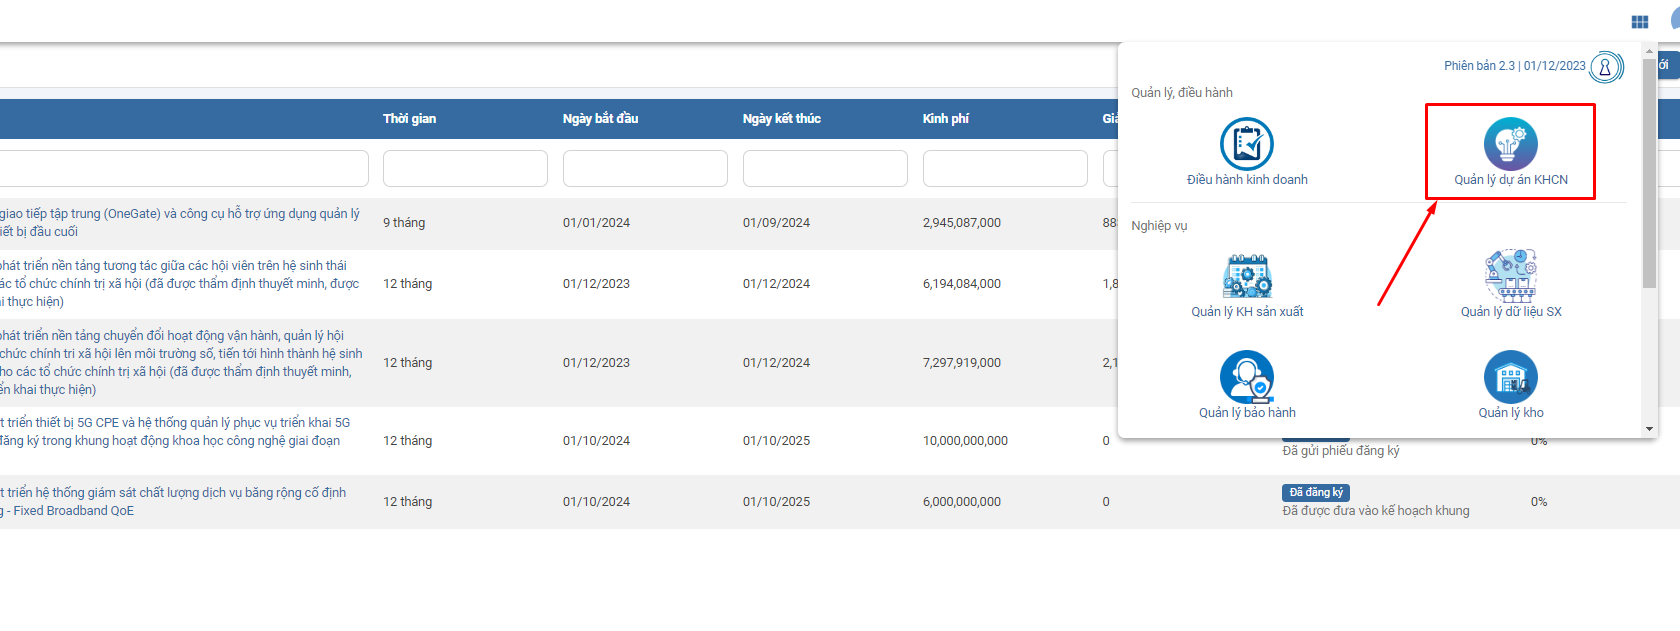 Phiên bản 2.3 | 01/12/2023
ới
Quản lý, điều hành
Điều hành kinh doanh
Quản lý dự án KHCN
Nghiệp vụ
Quản lý KH sản xuất
Quản lý dữ liệu SX
Quản lý bảo hành
Quản lý kho
Thời gian Ngày bắt đầu Ngày kết thúc Kinh phí Giá
giao tiếp tập trung (OneGate) và công cụ hỗ trợ ứng dụng quản lý
iết bị đầu cuối
9 tháng 01/01/2024 01/09/2024 2,945,087,000 88
phát triển nền tảng tương tác giữa các hội viên trên hệ sinh thái
ác tổ chức chính trị xã hội (đã được thẩm định thuyết minh, được
ai thực hiện)
12 tháng 01/12/2023 01/12/2024 6,194,084,000 1,8
phát triển nền tảng chuyển đổi hoạt động vận hành, quản lý hội
chức chính tri xã hội lên môi trường số, tiến tới hình thành hệ sinh
ho các tổ chức chính trị xã hội (đã được thẩm định thuyết minh,
ển khai thực hiện)
12 tháng 01/12/2023 01/12/2024 7,297,919,000 2,1
t triển thiết bị 5G CPE và hệ thống quản lý phục vụ triển khai 5G
đăng ký trong khung hoạt động khoa học công nghệ giai đoạn
12 tháng 01/10/2024 01/10/2025 10,000,000,000 0 0%
Đã gửi phiếu đăng ký
t triển hệ thống giám sát chất lượng dịch vụ băng rộng cố định
g - Fixed Broadband QoE
12 tháng 01/10/2024 01/10/2025 6,000,000,000 0 Đã đăng ký 0%
Đã được đưa vào kế hoạch khung